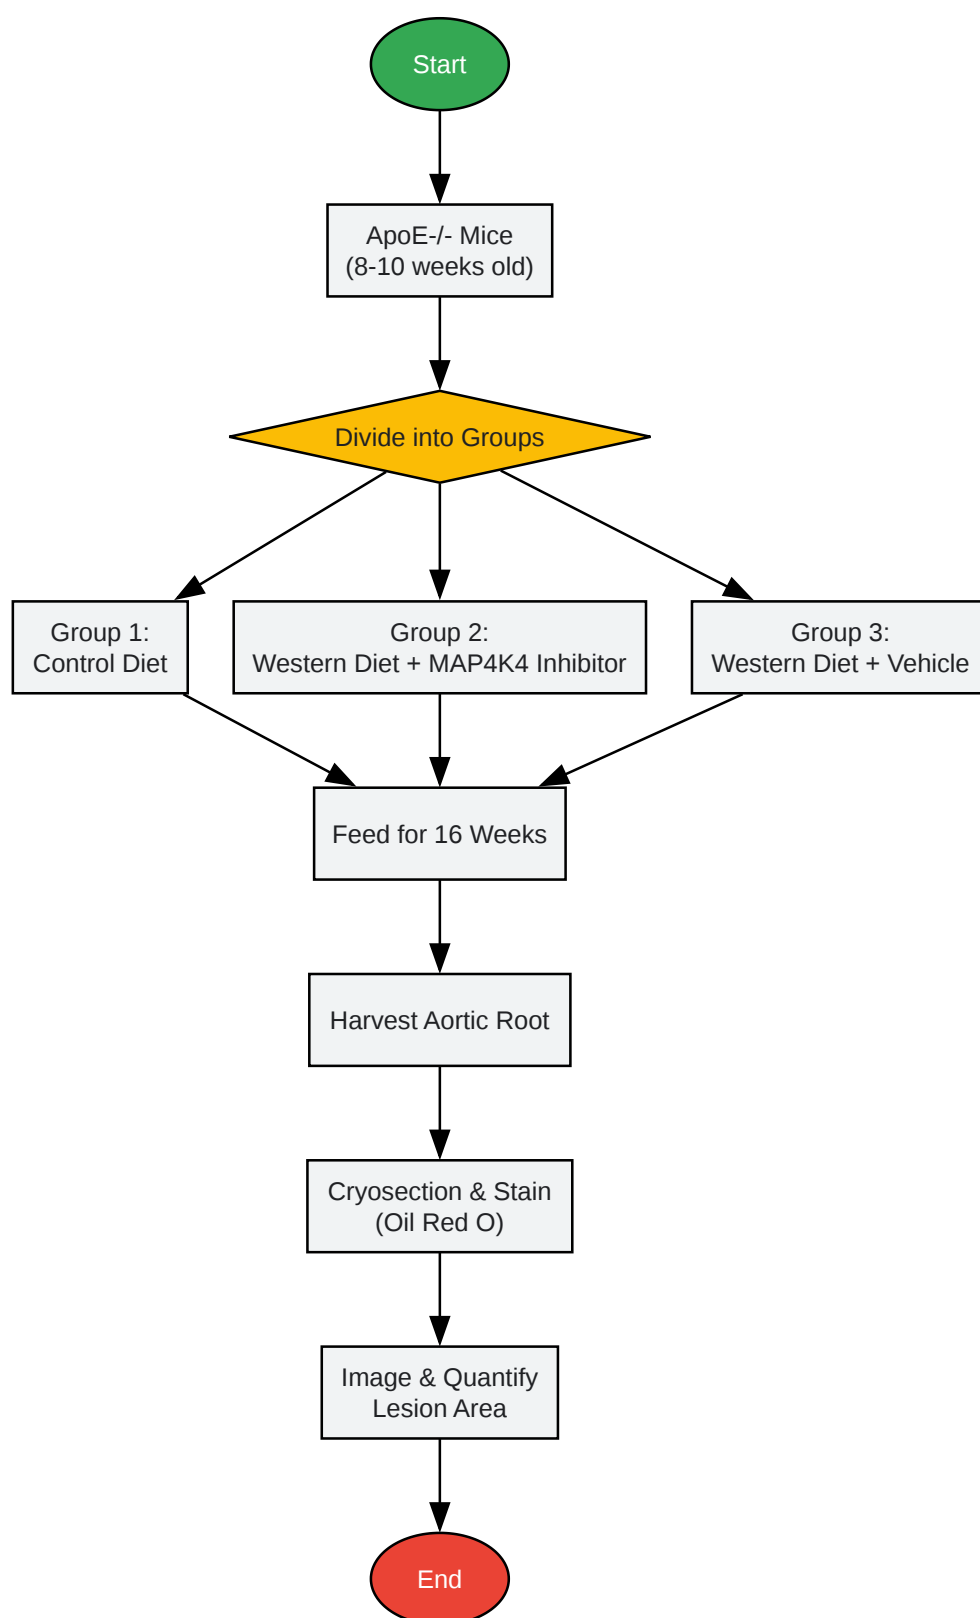 Start
ApoE-/- Mice
(8-10 weeks old)
Divide into Groups
Group 1:
Control Diet
Group 2:
Western Diet + MAP4K4 Inhibitor
Group 3:
Western Diet + Vehicle
Feed for 16 Weeks
Harvest Aortic Root
Cryosection & Stain
(Oil Red O)
Image & Quantify
Lesion Area
End